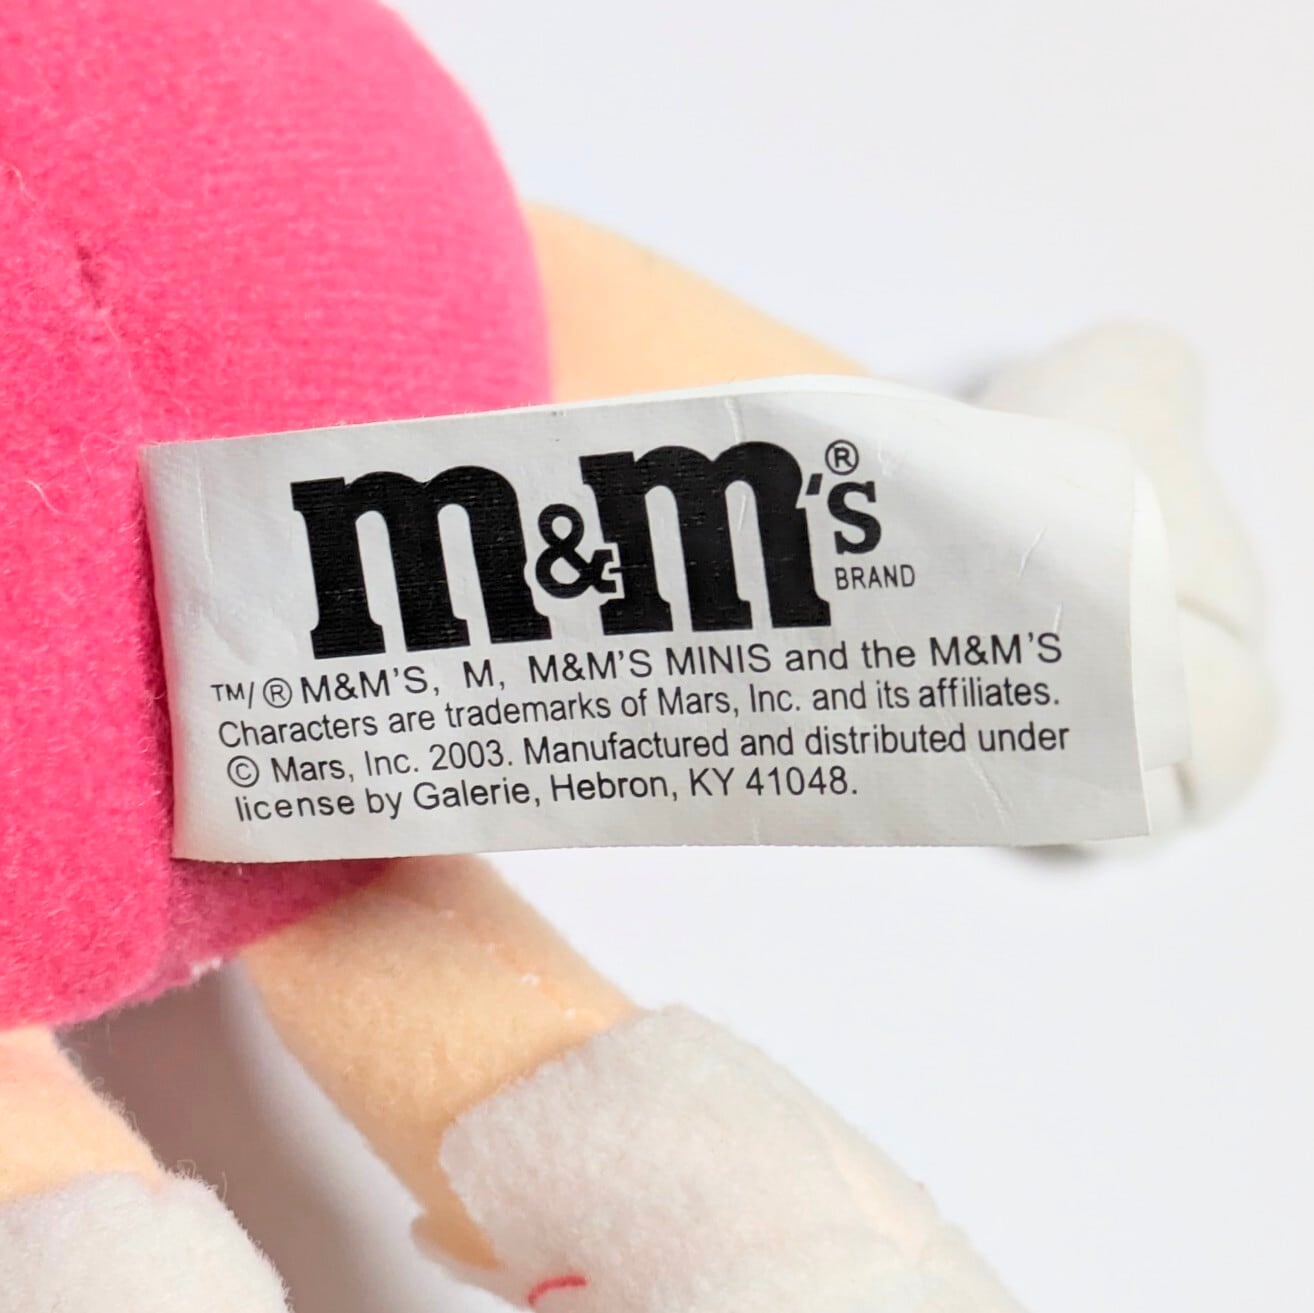 m&m's®
BRAND
TM/® M&M'S, M, M&M'S MINIS and the M&M'S
Characters are trademarks of Mars, Inc. and its affiliates.
© Mars, Inc. 2003. Manufactured and distributed under
license by Galerie, Hebron, KY 41048.